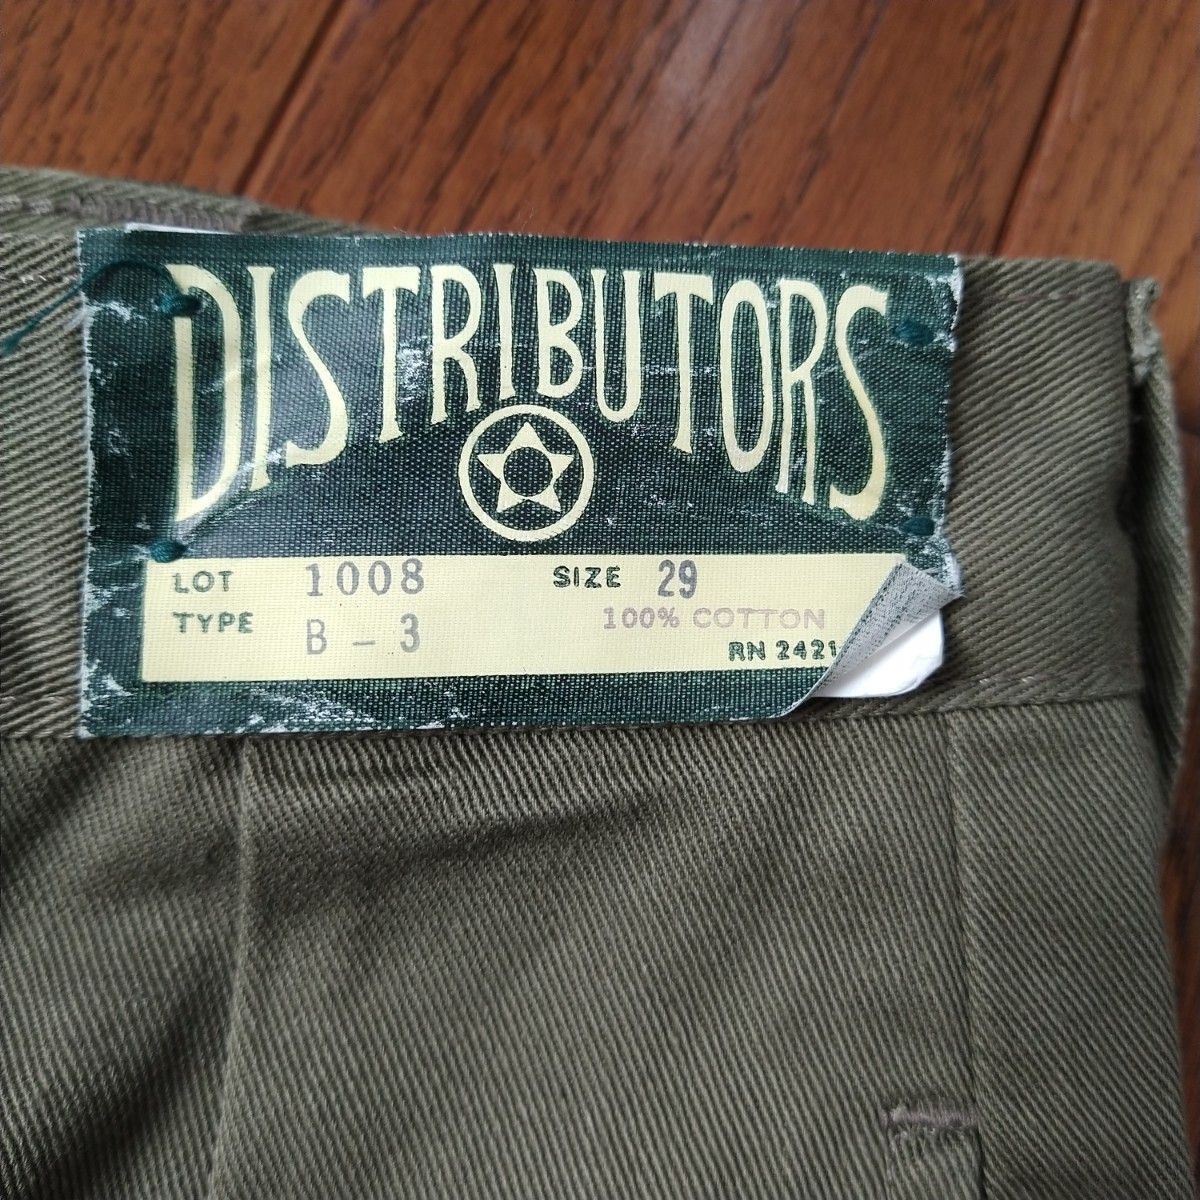 DISTRIBUTORS
LOT 1008 SIZE 29
TYPE B - 3 100% COTTON
RN 2421